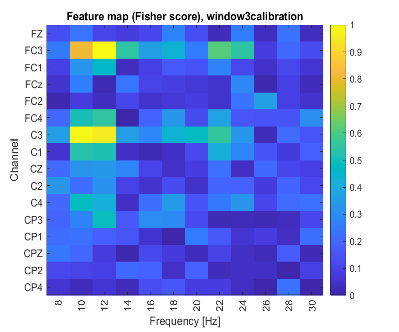 Feature map (Fisher score), window3calibration
FZ
FC3
FC1
FCz
FC2
FC4
C3
C1
CZ
C2
C4
CP3
CP1
CPZ
CP2
CP4
Channel
8 10 12 14 16 18 20 22 24 26 28 30
Frequency [Hz]
1
0.9
0.8
0.7
0.6
0.5
0.4
0.3
0.2
0.1
0